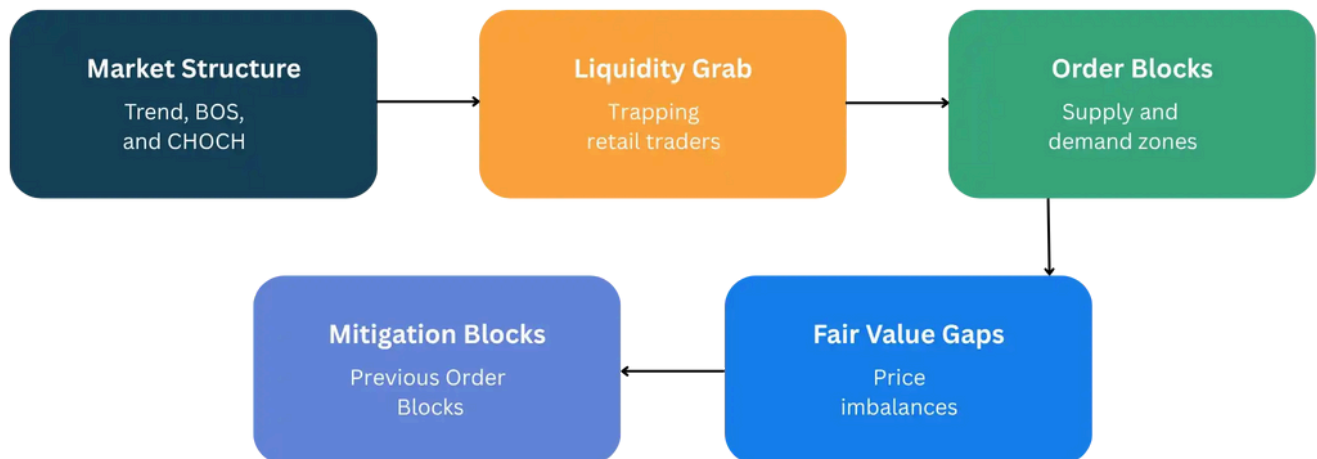 Market Structure
Trend, BOS,
and CHOCH
Liquidity Grab
Trapping
retail traders
Order Blocks
Supply and
demand zones
Mitigation Blocks
Previous Order
Blocks
Fair Value Gaps
Price
imbalances